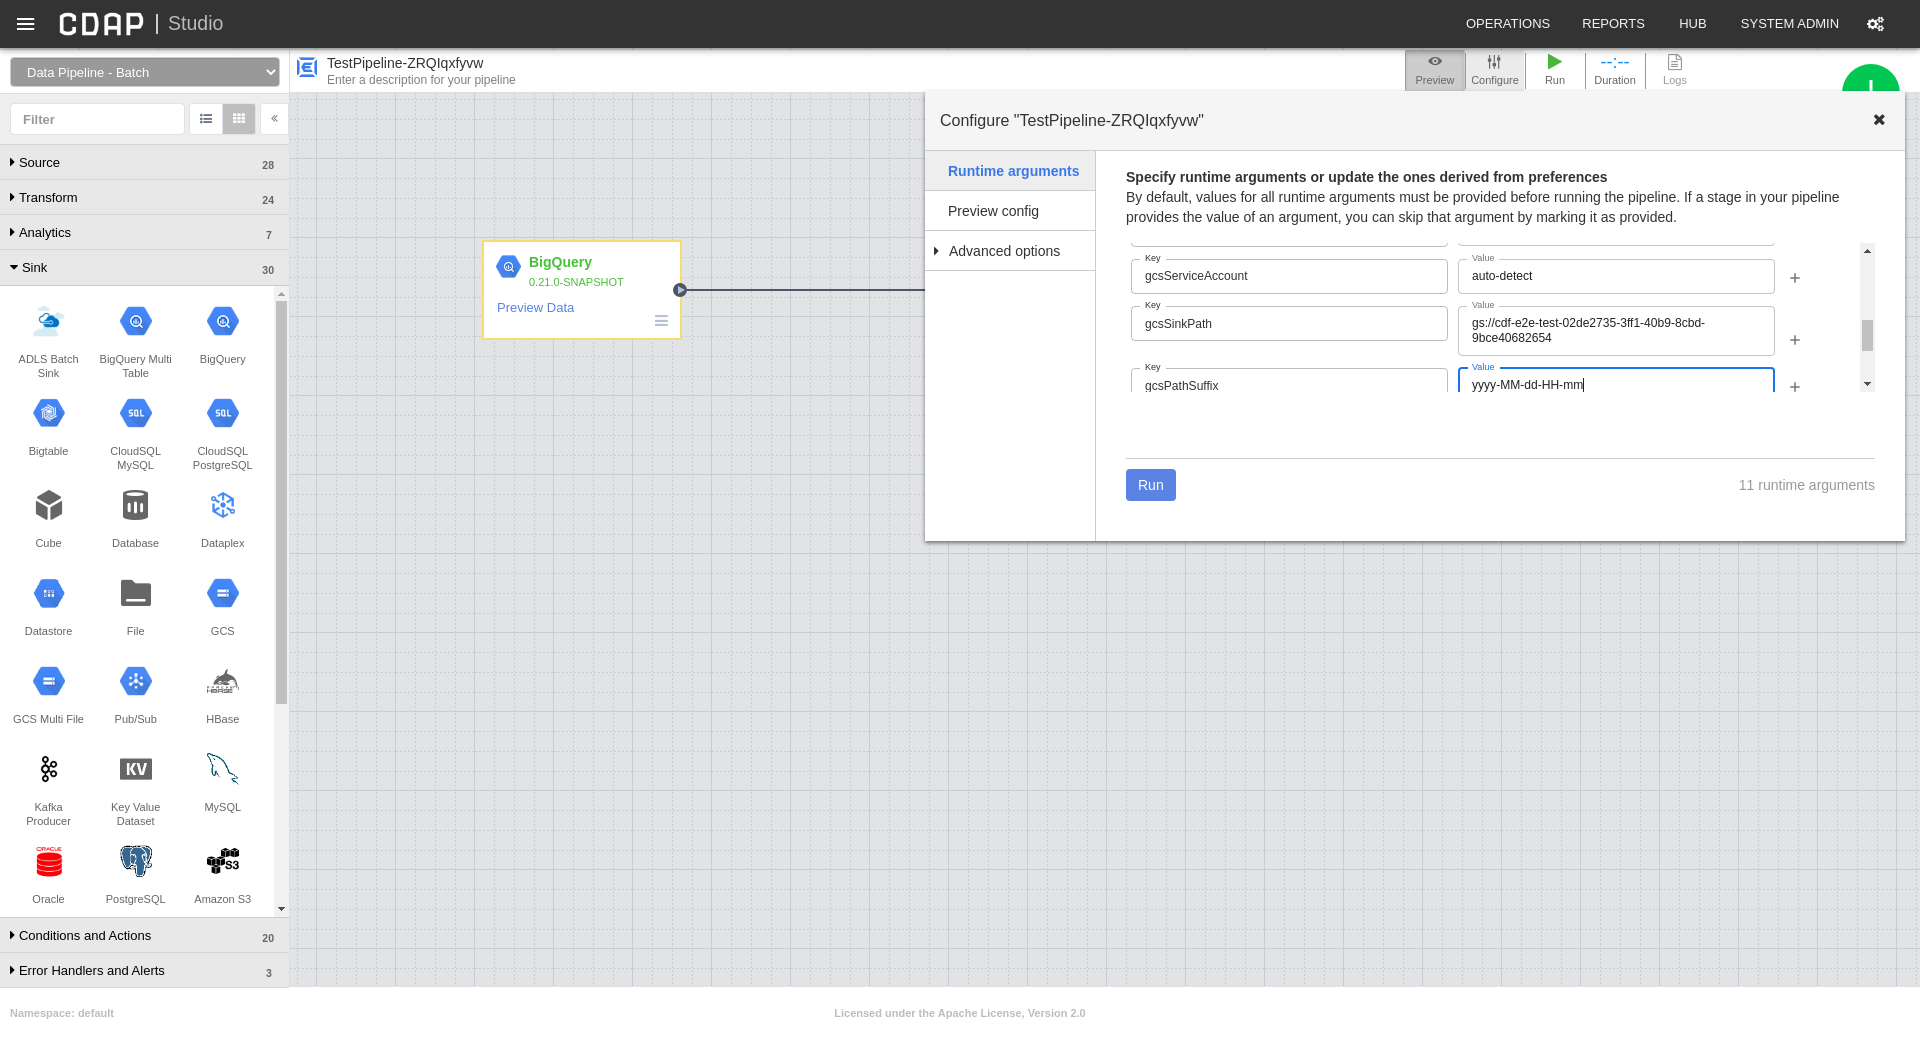 CDAP | Studio
OPERATIONS REPORTS HUB SYSTEM ADMIN
Data Pipeline - Batch
TestPipeline-ZRQIqxfyvw
Enter a description for your pipeline
Preview
Configure
Run
Duration
Logs
Filter
Source 28
Transform 24
Analytics 7
Sink 30
ADLS Batch
Sink
BigQuery Multi
Table
BigQuery
Bigtable
CloudSQL
MySQL
CloudSQL
PostgreSQL
Cube
Database
Dataplex
Datastore
File
GCS
GCS Multi File
Pub/Sub
HBase
Kafka
Producer
KV
Key Value
Dataset
MySQL
ORACLE
Oracle
PostgreSQL
S3
Amazon S3
SQL
SQL
Conditions and Actions 20
Error Handlers and Alerts 3
BigQuery
0.21.0-SNAPSHOT
Preview Data
Configure "TestPipeline-ZRQIqxfyvw"
Runtime arguments
Preview config
Advanced options
Specify runtime arguments or update the ones derived from preferences
By default, values for all runtime arguments must be provided before running the pipeline. If a stage in your pipeline
provides the value of an argument, you can skip that argument by marking it as provided.
Key
gcsServiceAccount
Value
auto-detect
Key
gcsSinkPath
Value
gs://cdf-e2e-test-02de2735-3ff1-40b9-8cbd-
9bce40682654
Key
gcsPathSuffix
Value
yyyy-MM-dd-HH-mm
Run
11 runtime arguments
Namespace: default
Licensed under the Apache License, Version 2.0